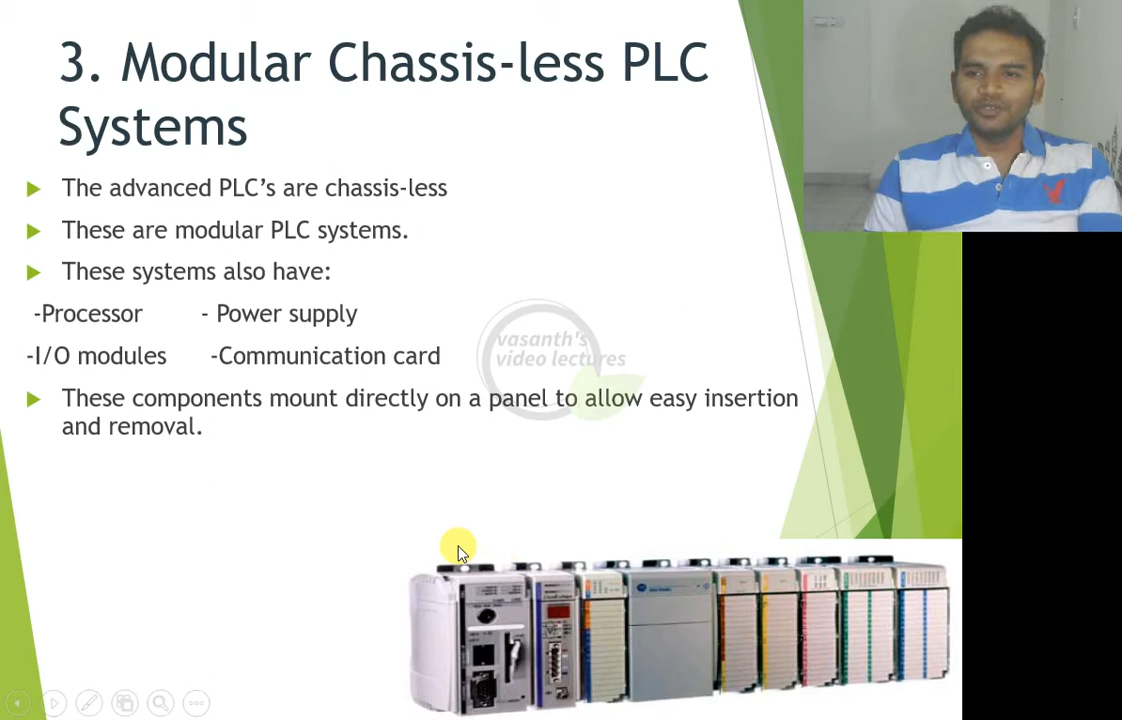 3. Modular Chassis-less PLC
Systems
The advanced PLC’s are chassis-less
These are modular PLC systems.
These systems also have:
-Processor - Power supply
-I/O modules -Communication card
These components mount directly on a panel to allow easy insertion
and removal.
vasanth's
video lectures